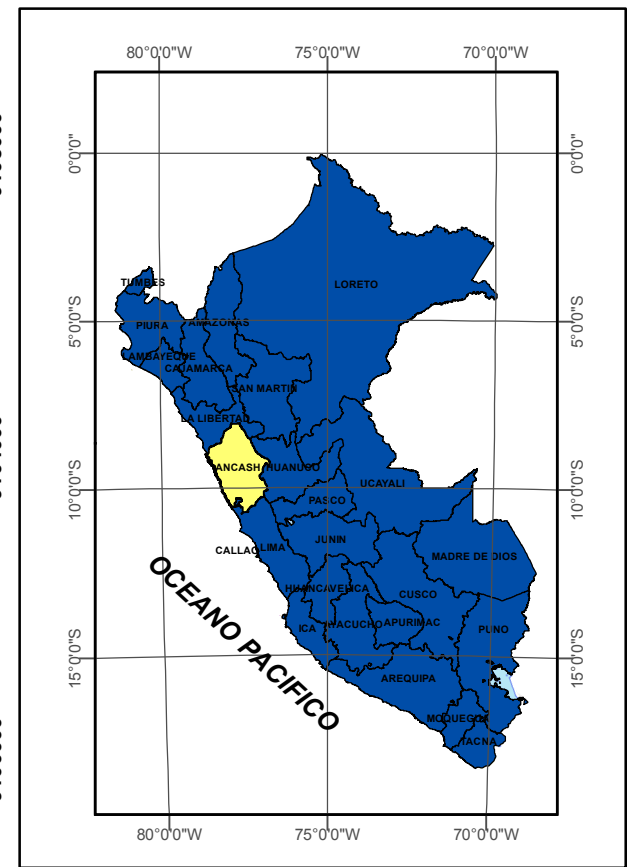 80°0'0"W 75°0'0"W 70°0'0"W
0°0'0" 0°0'0"
LORETO
TUMBES
5°0'0"S 5°0'0"S
PIURA AMAZONAS
LAMBAYEQUE
CAJAMARCA
SAN MARTIN
LA LIBERTAD
ANCASH HUANUCO
UCAYALI
10°0'0"S 10°0'0"S
PASCO
JUNIN
CALLAO LIMA
MADRE DE DIOS
HUANCAVELICA
CUSCO
OCEANO PACIFICO
ICA AYACUCHO APURIMAC
PUNO
15°0'0"S 15°0'0"S
AREQUIPA
MOQUEGUA
TACNA
80°0'0"W 75°0'0"W 70°0'0"W